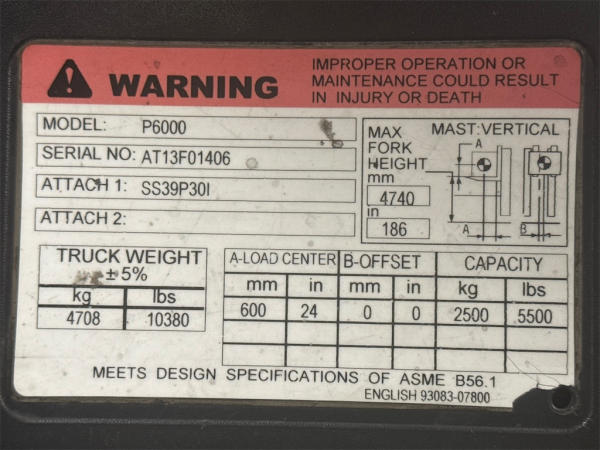 WARNING
IMPROPER OPERATION OR
MAINTENANCE COULD RESULT
IN INJURY OR DEATH
MODEL: P6000
SERIAL NO: AT13F01406
ATTACH 1: SS39P30I
ATTACH 2:
MAX
FORK
HEIGHT
mm
4740
in
186
MAST:VERTICAL
A
A
B
TRUCK WEIGHT
±5%
kg lbs
4708 10380
A-LOAD CENTER B-OFFSET CAPACITY
mm in mm in kg lbs
600 24 0 0 2500 5500
MEETS DESIGN SPECIFICATIONS OF ASME B56.1
ENGLISH 93083-07800